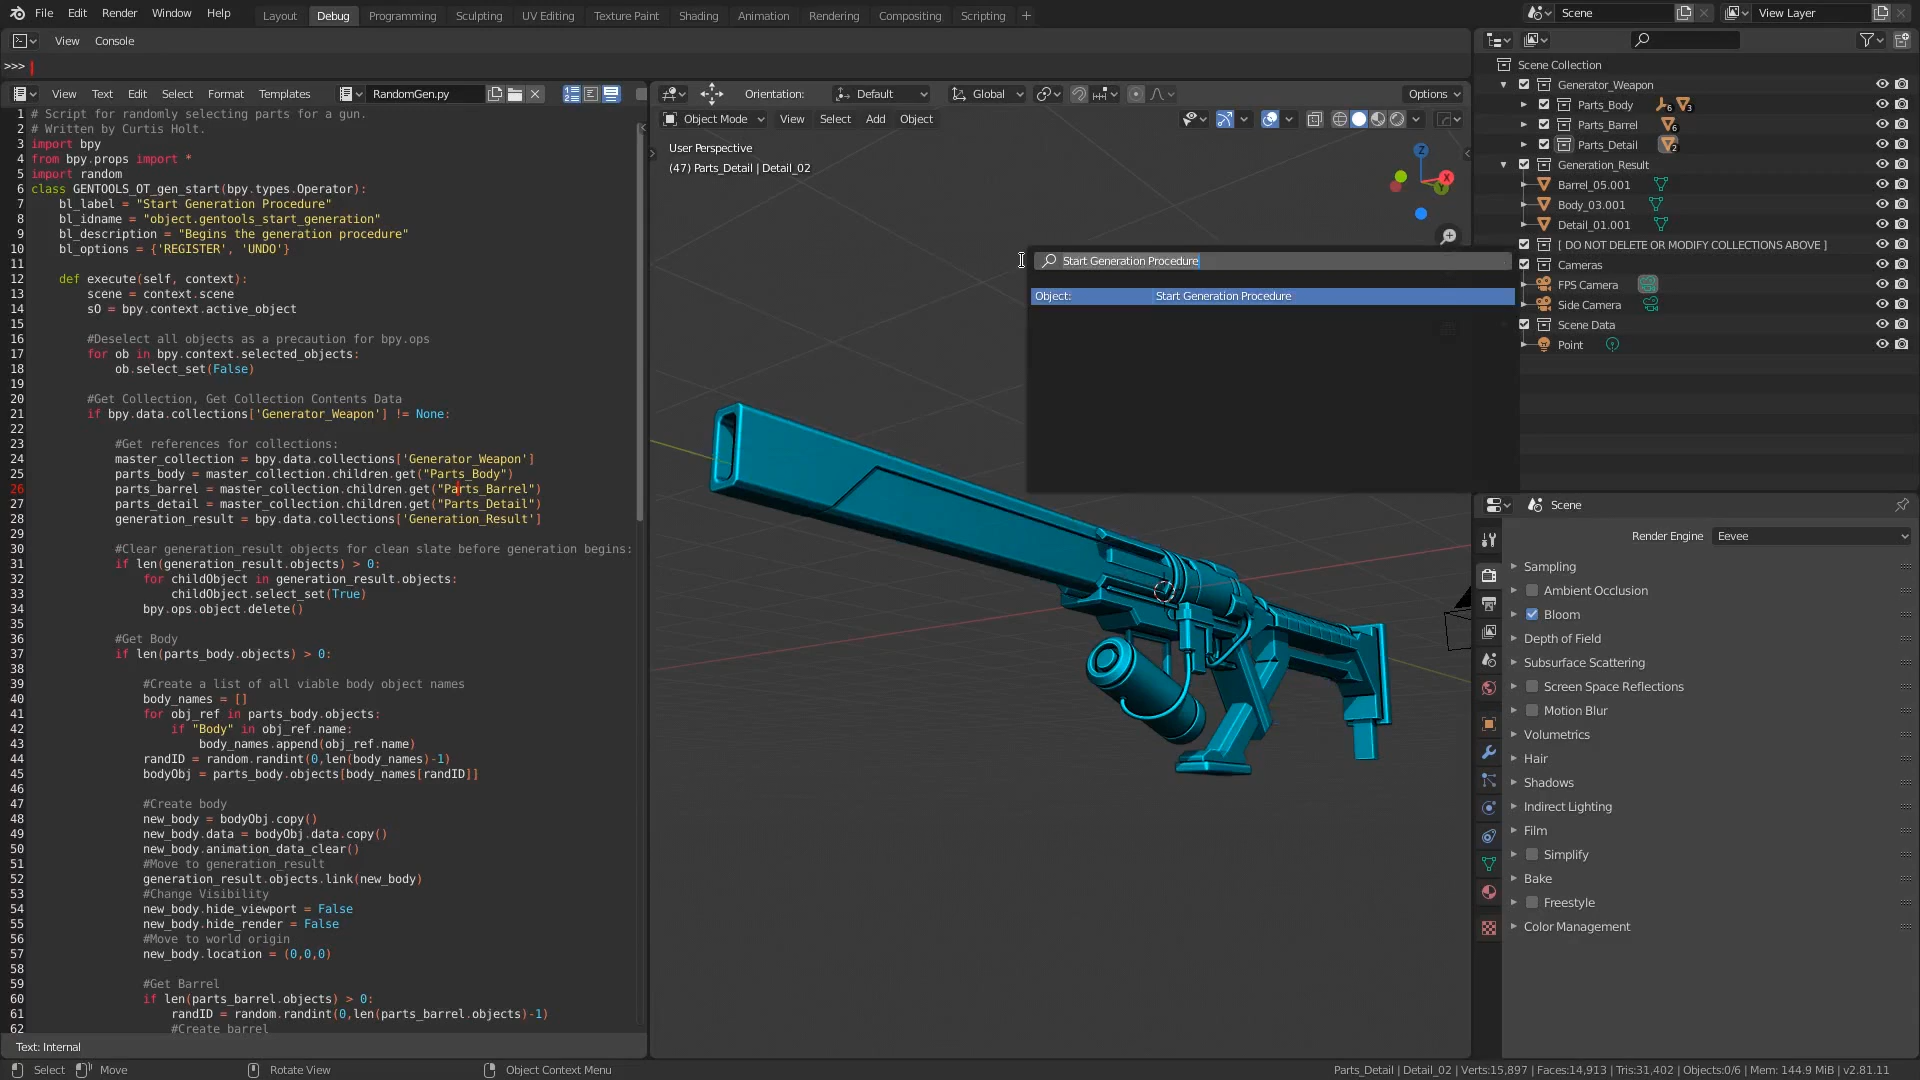 File Edit Render Window Help
Layout Debug Programming Sculpting UV Editing Texture Paint Shading Animation Rendering Compositing Scripting +
Scene
View Layer
View Console
>>>
View Text Edit Select Format Templates RandomGen.py
Orientation: Default Global Options
Object Mode View Select Add Object
1 # Script for randomly selecting parts for a gun.
2 # Written by Curtis Holt.
3 import bpy
4 from bpy.props import *
5 import random
6 class GENTOOLS_OT_gen_start(bpy.types.Operator):
7 bl_label = "Start Generation Procedure"
8 bl_idname = "object.gentools_start_generation"
9 bl_description = "Begins the generation procedure"
10 bl_options = {'REGISTER', 'UNDO'}
11
12 def execute(self, context):
13 scene = context.scene
14 sO = bpy.context.active_object
15
16 #Deselect all objects as a precaution for bpy.ops
17 for ob in bpy.context.selected_objects:
18 ob.select_set(False)
19
20 #Get Collection, Get Collection Contents Data
21 if bpy.data.collections['Generator_Weapon'] != None:
22
23 #Get references for collections:
24 master_collection = bpy.data.collections['Generator_Weapon']
25 parts_body = master_collection.children.get("Parts_Body")
26 parts_barrel = master_collection.children.get("Parts_Barrel")
27 parts_detail = master_collection.children.get("Parts_Detail")
28 generation_result = bpy.data.collections['Generation_Result']
29
30 #Clear generation_result objects for clean slate before generation begins:
31 if len(generation_result.objects) > 0:
32 for childObject in generation_result.objects:
33 childObject.select_set(True)
34 bpy.ops.object.delete()
35
36 #Get Body
37 if len(parts_body.objects) > 0:
38
39 #Create a list of all viable body object names
40 body_names = []
41 for obj_ref in parts_body.objects:
42 if "Body" in obj_ref.name:
43 body_names.append(obj_ref.name)
44 randID = random.randint(0,len(body_names)-1)
45 bodyObj = parts_body.objects[body_names[randID]]
46
47 #Create body
48 new_body = bodyObj.copy()
49 new_body.data = bodyObj.data.copy()
50 new_body.animation_data_clear()
51 #Move to generation_result
52 generation_result.objects.link(new_body)
53 #Change Visibility
54 new_body.hide_viewport = False
55 new_body.hide_render = False
56 #Move to world origin
57 new_body.location = (0,0,0)
58
59 #Get Barrel
60 if len(parts_barrel.objects) > 0:
61 randID = random.randint(0,len(parts_barrel.objects)-1)
62 #Create barrel
Text: Internal
User Perspective
(47) Parts_Detail | Detail_02
Z
X
Y
Start Generation Procedure
Object: Start Generation Procedure
Scene Collection
Generator_Weapon
Parts_Body 6 3
Parts_Barrel 6
Parts_Detail 2
Generation_Result
Barrel_05.001
Body_03.001
Detail_01.001
[ DO NOT DELETE OR MODIFY COLLECTIONS ABOVE ]
Cameras
FPS Camera
Side Camera
Scene Data
Point
Scene
Render Engine Eevee
Sampling
Ambient Occlusion
Bloom
Depth of Field
Subsurface Scattering
Screen Space Reflections
Motion Blur
Volumetrics
Hair
Shadows
Indirect Lighting
Film
Simplify
Bake
Freestyle
Color Management
Select Move Rotate View Object Context Menu
Parts_Detail | Detail_02 | Verts:15,897 | Faces:14,913 | Tris:31,402 | Objects:0/6 | Mem: 144.9 MiB | v2.81.11